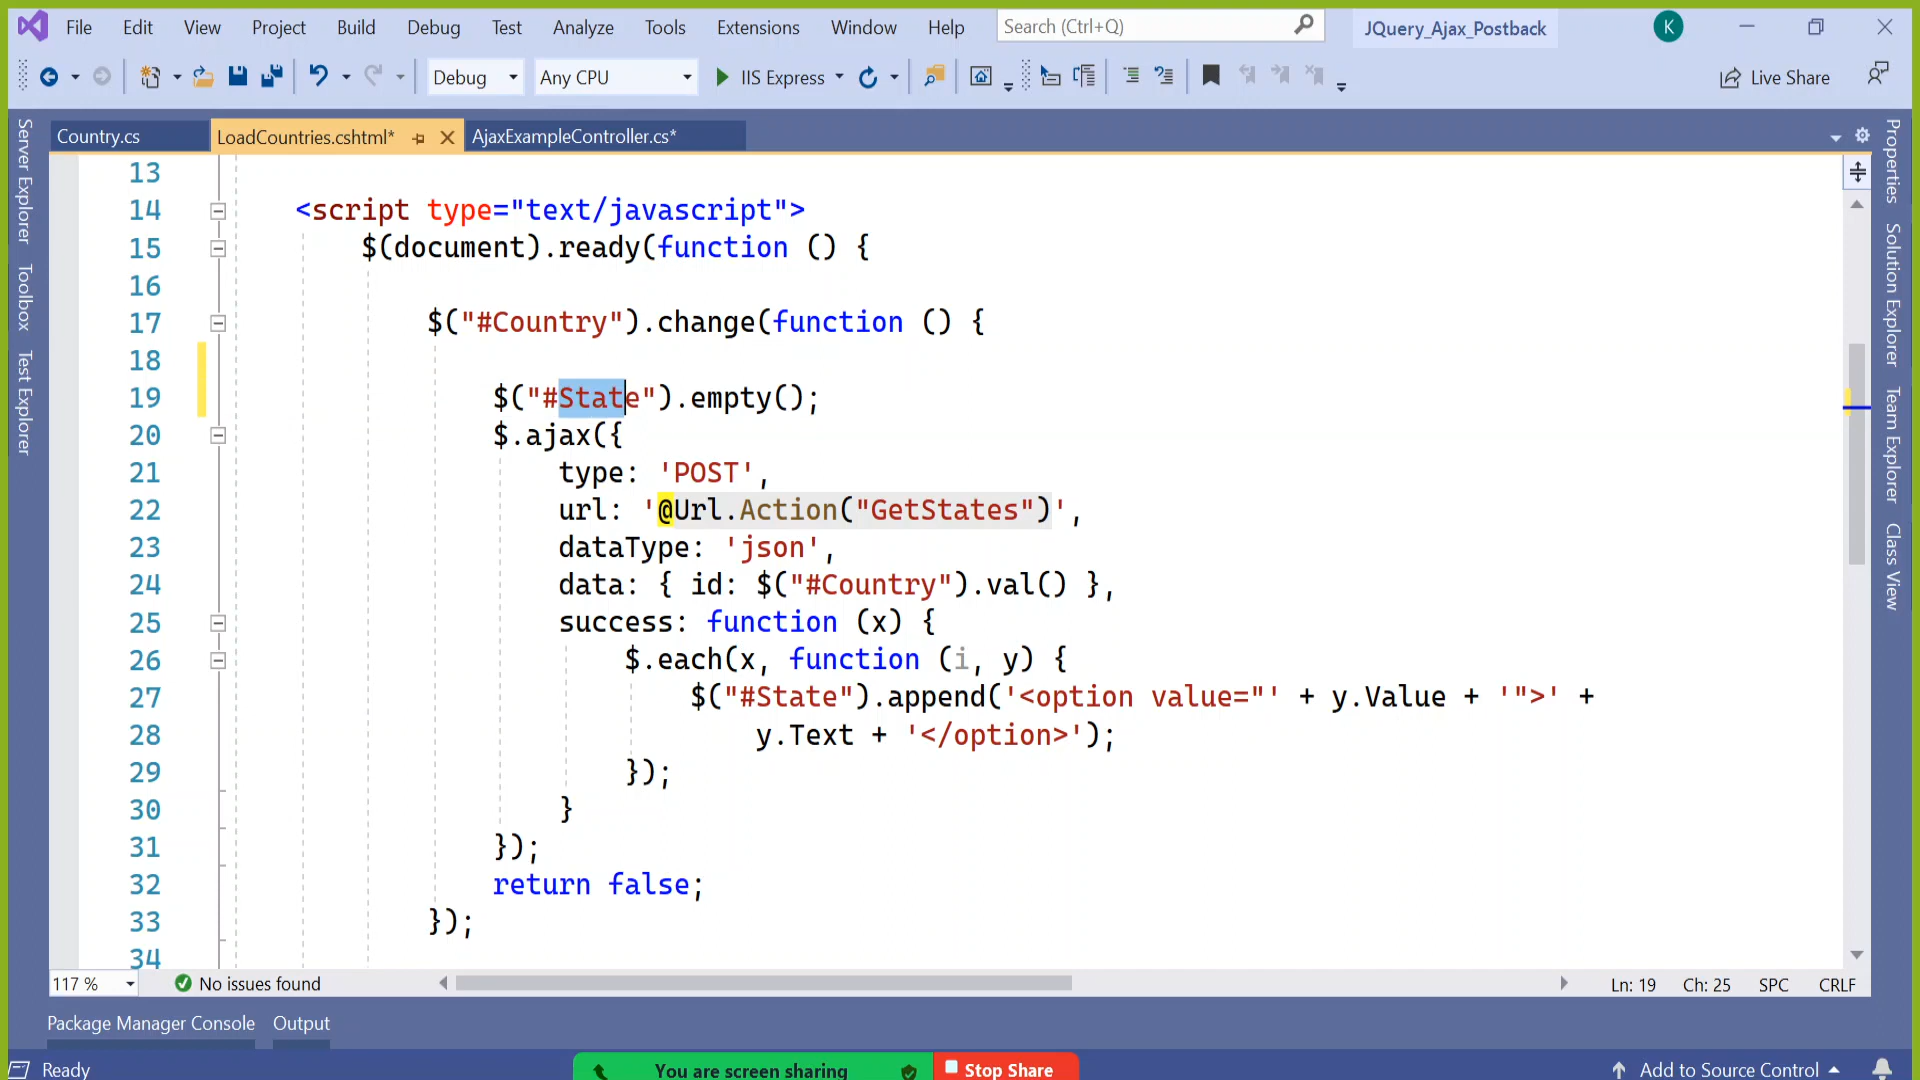 File Edit View Project Build Debug Test Analyze Tools Extensions Window Help Search (Ctrl+Q) JQuery_Ajax_Postback K
Debug Any CPU IIS Express Live Share
Country.cs LoadCountries.cshtml* AjaxExampleController.cs*
Server Explorer
Toolbox
Test Explorer
13
14 <script type="text/javascript">
15 $(document).ready(function () {
16
17 $("#Country").change(function () {
18
19 $("#State").empty();
20 $.ajax({
21 type: 'POST',
22 url: '@Url.Action("GetStates")',
23 dataType: 'json',
24 data: { id: $("#Country").val() },
25 success: function (x) {
26 $.each(x, function (i, y) {
27 $("#State").append('<option value="' + y.Value + '">' +
28 y.Text + '</option>');
29 });
30 }
31 });
32 return false;
33 });
34
Properties
Solution Explorer
Team Explorer
Class View
117 % No issues found Ln: 19 Ch: 25 SPC CRLF
Package Manager Console Output
Ready You are screen sharing Stop Share Add to Source Control